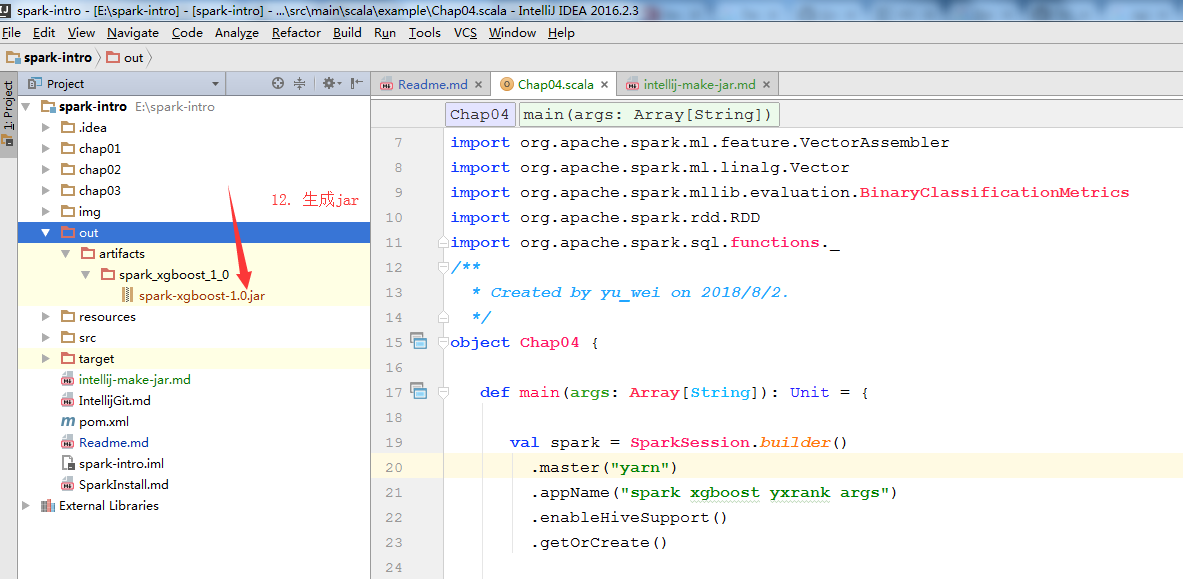 spark-intro - [E:\spark-intro] - [spark-intro] - ...\src\main\scala\example\Chap04.scala - IntelliJ IDEA 2016.2.3
File Edit View Navigate Code Analyze Refactor Build Run Tools VCS Window Help
spark-intro out
1: Project
Project
Readme.md
Chap04.scala
intellij-make-jar.md
spark-intro E:\spark-intro
.idea
chap01
chap02
chap03
img
out
artifacts
spark_xgboost_1_0
spark-xgboost-1.0.jar
resources
src
target
intellij-make-jar.md
IntellijGit.md
pom.xml
Readme.md
spark-intro.iml
SparkInstall.md
External Libraries
12. 生成jar
Chap04 main(args: Array[String])
7 import org.apache.spark.ml.feature.VectorAssembler
8 import org.apache.spark.ml.linalg.Vector
9 import org.apache.spark.mllib.evaluation.BinaryClassificationMetrics
10 import org.apache.spark.rdd.RDD
11 import org.apache.spark.sql.functions._
12 /**
13 * Created by yu_wei on 2018/8/2.
14 */
15 object Chap04 {
16
17 def main(args: Array[String]): Unit = {
18
19 val spark = SparkSession.builder()
20 .master("yarn")
21 .appName("spark xgboost yxrank args")
22 .enableHiveSupport()
23 .getOrCreate()
24